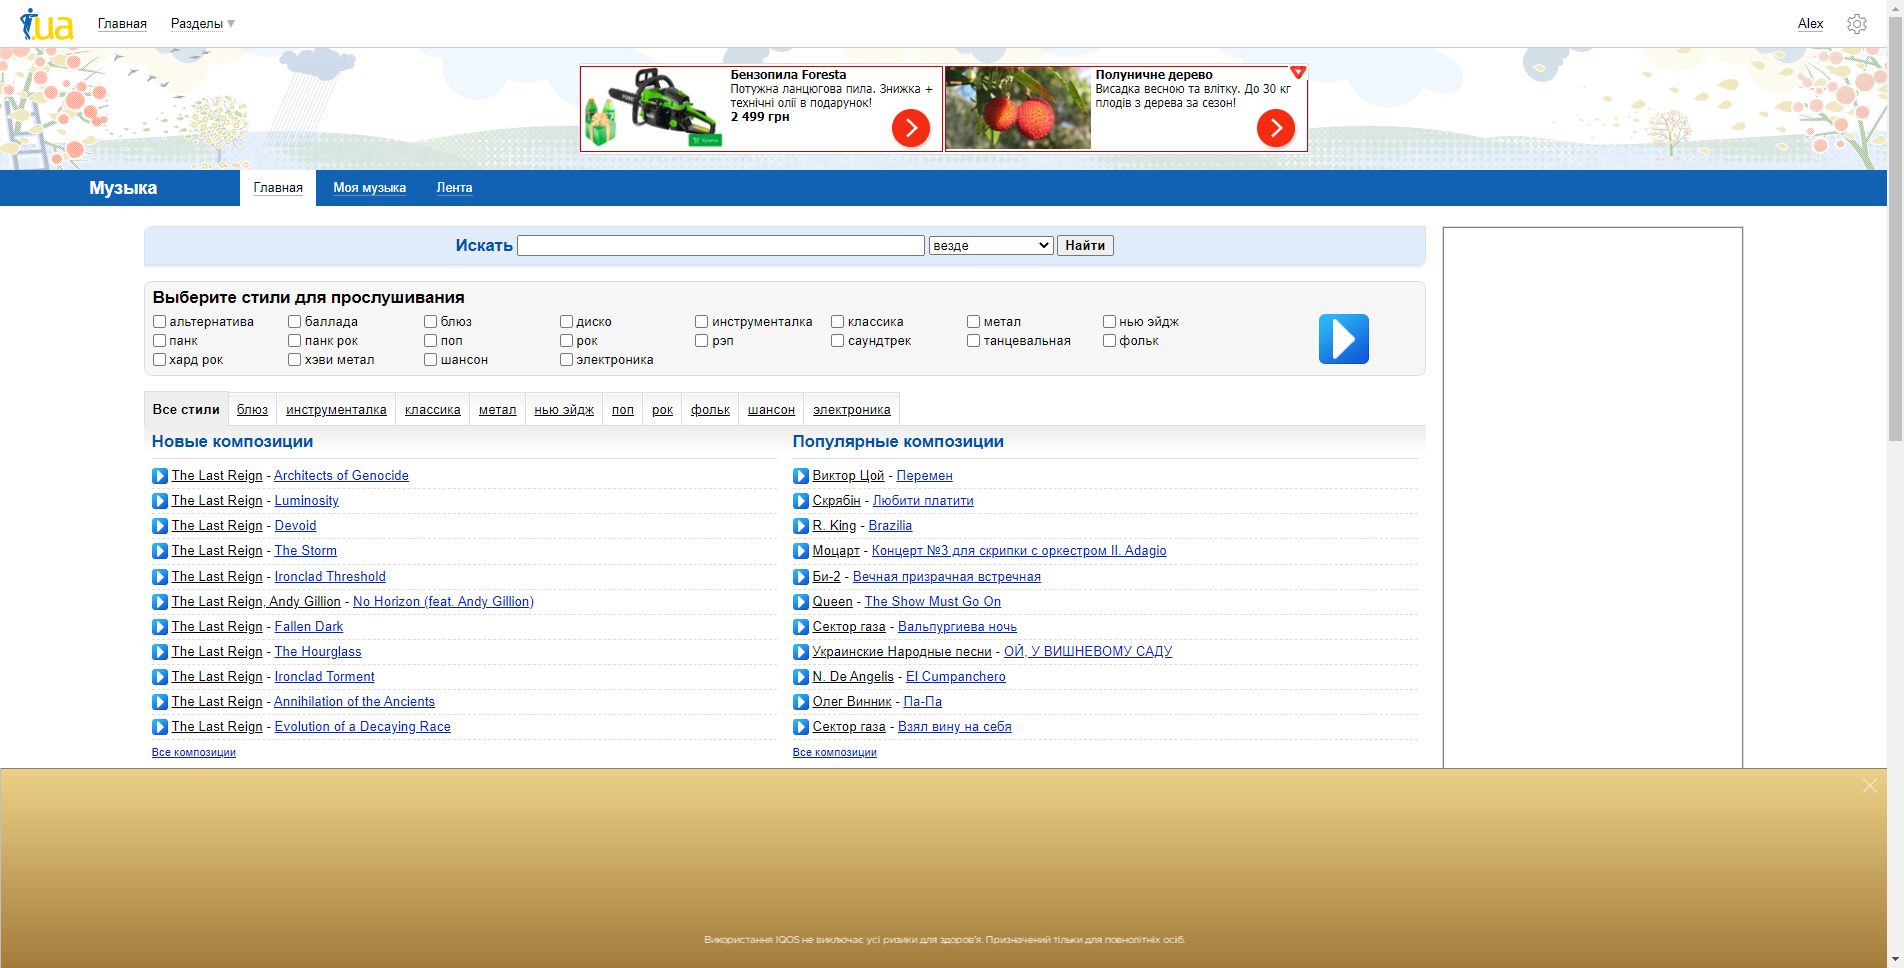 i.ua
Главная
Разделы
Alex
Бензопила Foresta
Потужна ланцюгова пила. Знижка +
технічні олії в подарунок!
2 499 грн
Полуничне дерево
Висадка весною та влітку. До 30 кг
плодів з дерева за сезон!
Музыка
Главная
Моя музыка
Лента
Искать
везде
Найти
Выберите стили для прослушивания
альтернатива
баллада
блюз
диско
инструменталка
классика
метал
нью эйдж
панк
панк рок
поп
рок
рэп
саундтрек
танцевальная
фольк
хард рок
хэви метал
шансон
электроника
Все стили
блюз
инструменталка
классика
метал
нью эйдж
поп
рок
фольк
шансон
электроника
Новые композиции
The Last Reign - Architects of Genocide
The Last Reign - Luminosity
The Last Reign - Devoid
The Last Reign - The Storm
The Last Reign - Ironclad Threshold
The Last Reign, Andy Gillion - No Horizon (feat. Andy Gillion)
The Last Reign - Fallen Dark
The Last Reign - The Hourglass
The Last Reign - Ironclad Torment
The Last Reign - Annihilation of the Ancients
The Last Reign - Evolution of a Decaying Race
Все композиции
Популярные композиции
Виктор Цой - Перемен
Скрябін - Любити платити
R. King - Brazilia
Моцарт - Концерт №3 для скрипки с оркестром II. Adagio
Би-2 - Вечная призрачная встречная
Queen - The Show Must Go On
Сектор газа - Вальпургиева ночь
Украинские Народные песни - ОЙ, У ВИШНЕВОМУ САДУ
N. De Angelis - El Cumpanchero
Олег Винник - Па-Па
Сектор газа - Взял вину на себя
Все композиции
Використання IQOS не виключає усі ризики для здоров'я. Призначений тільки для повнолітніх осіб.